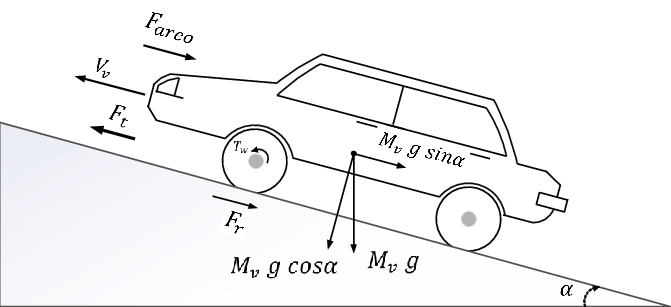 F_arco
V_v
F_t
T_w
M_v g sinα
F_r
M_v g cosα
M_v g
α